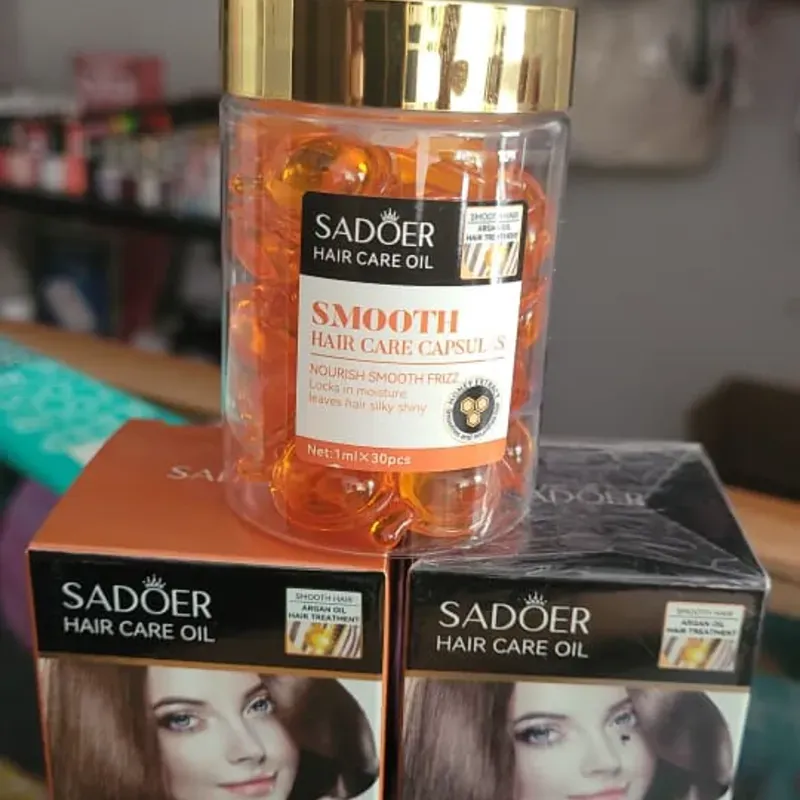 SADOER
HAIR CARE OIL
SMOOTH HAIR
ARGAN OIL
HAIR TREATMENT
SMOOTH
HAIR CARE CAPSUL S
NOURISH SMOOTH FRIZZ
Locks in moisture
leaves hair silky shiny
HONEY EXTRACT
Net:1ml×30pcs
SADOER
SADOER
HAIR CARE OIL
SMOOTH HAIR
ARGAN OIL
HAIR TREATMENT
SADOER
HAIR CARE OIL
SMOOTH HAIR
ARGAN OIL
HAIR TREATMENT